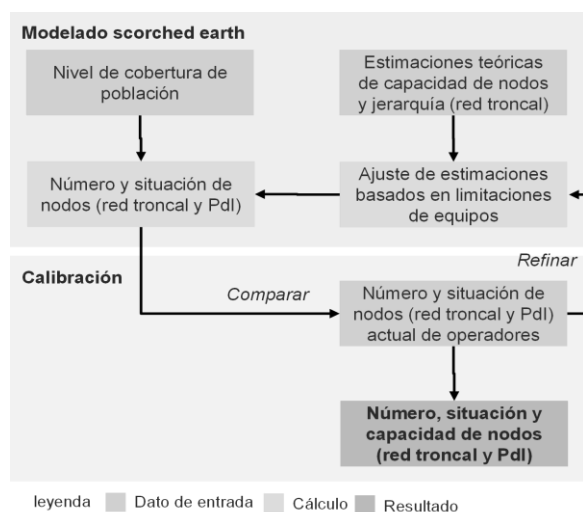 Modelado scorched earth
Nivel de cobertura de
población
Estimaciones teóricas
de capacidad de nodos
y jerarquía (red troncal)
Número y situación de
nodos (red troncal y PdI)
Ajuste de estimaciones
basados en limitaciones
de equipos
Refinar
Calibración
Comparar
Número y situación de
nodos (red troncal y PdI)
actual de operadores
Número, situación y
capacidad de nodos
(red troncal y PdI)
leyenda Dato de entrada Cálculo Resultado